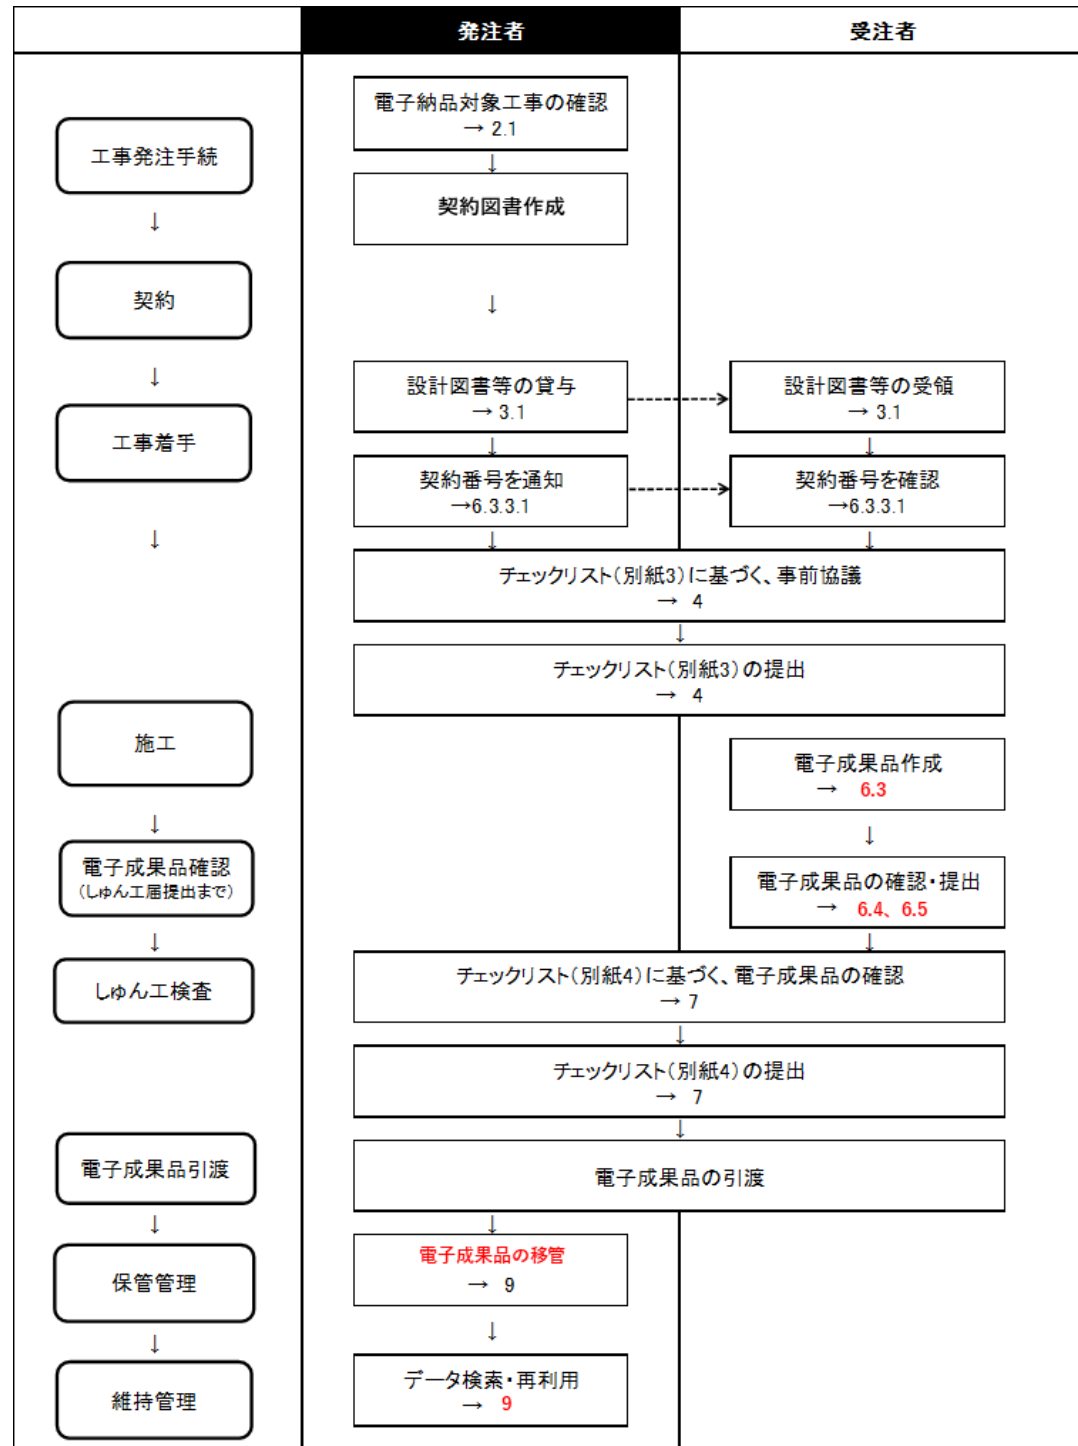 発注者
受注者
電子納品対象工事の確認
→ 2.1
工事発注手続
↓
契約図書作成
↓
契約
↓
↓
設計図書等の貸与
→ 3.1
設計図書等の受領
→ 3.1
工事着手
↓
↓
↓
契約番号を通知
→6.3.3.1
契約番号を確認
→6.3.3.1
↓
↓
↓
チェックリスト(別紙3)に基づく、事前協議
→ 4
↓
チェックリスト(別紙3)の提出
→ 4
施工
電子成果品作成
→ 6.3
↓
↓
電子成果品確認
(しゅん工届提出まで)
電子成果品の確認・提出
→ 6.4、6.5
↓
↓
しゅん工検査
チェックリスト(別紙4)に基づく、電子成果品の確認
→ 7
↓
チェックリスト(別紙4)の提出
→ 7
↓
電子成果品引渡
電子成果品の引渡
↓
↓
保管管理
電子成果品の移管
→ 9
↓
↓
維持管理
データ検索・再利用
→ 9